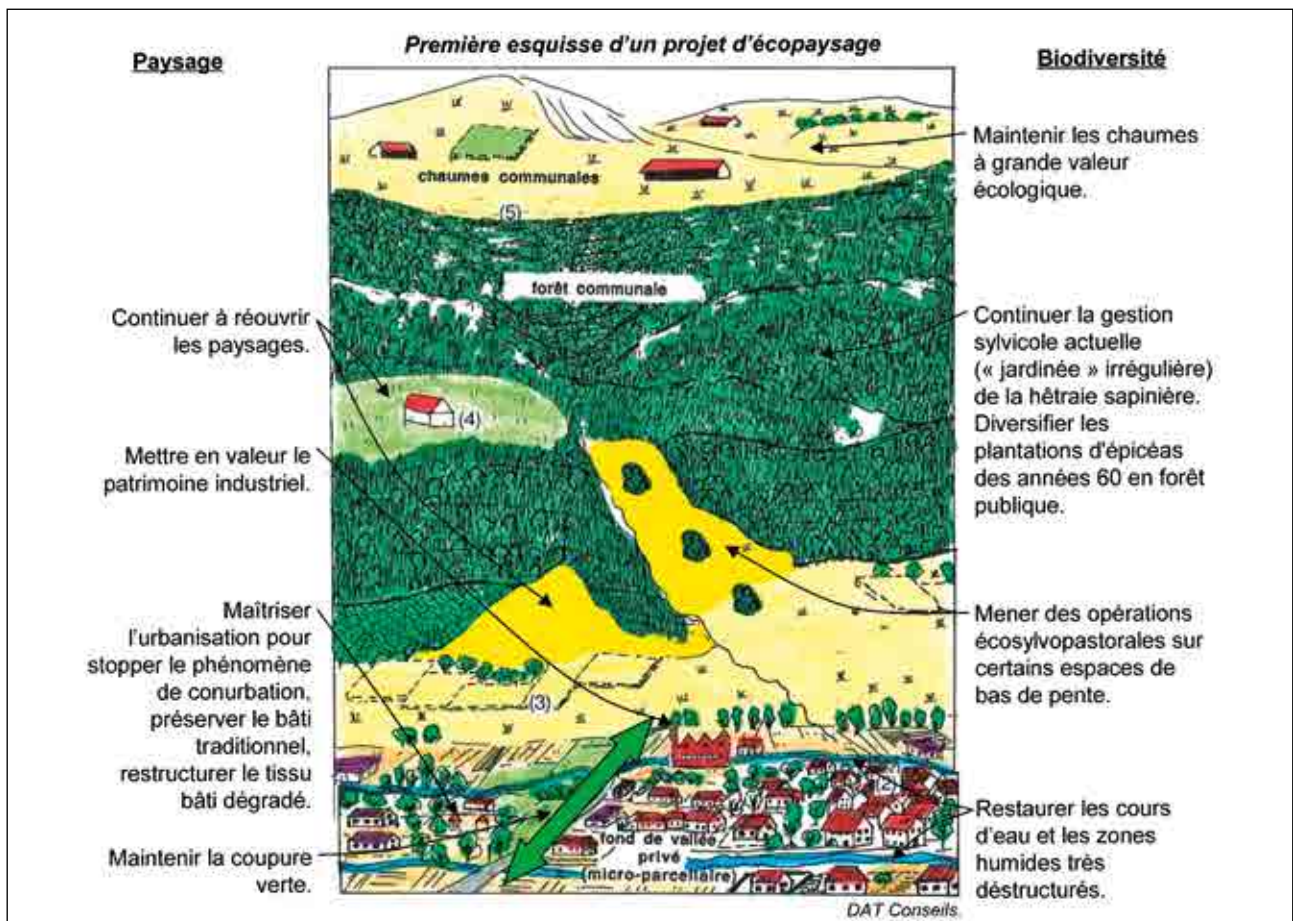 Première esquisse d'un projet d'écopaysage
Paysage
Biodiversité
chaumes communales
(5)
forêt communale
(4)
(3)
(2)
fond de vallée
privé
(micro-parcellaire)
Continuer à réouvrir
les paysages.
Mettre en valeur le
patrimoine industriel.
Maîtriser
l'urbanisation pour
stopper le phénomène
de conurbation,
préserver le bâti
traditionnel,
restructurer le tissu
bâti dégradé.
Maintenir la coupure
verte.
Maintenir les chaumes
à grande valeur
écologique.
Continuer la gestion
sylvicole actuelle
(« jardinée » irrégulière)
de la hêtraie sapinière.
Diversifier les
plantations d'épicéas
des années 60 en forêt
publique.
Mener des opérations
écosylvopastorales sur
certains espaces de
bas de pente.
Restaurer les cours
d'eau et les zones
humides très
déstructurés.
DAT Conseils.